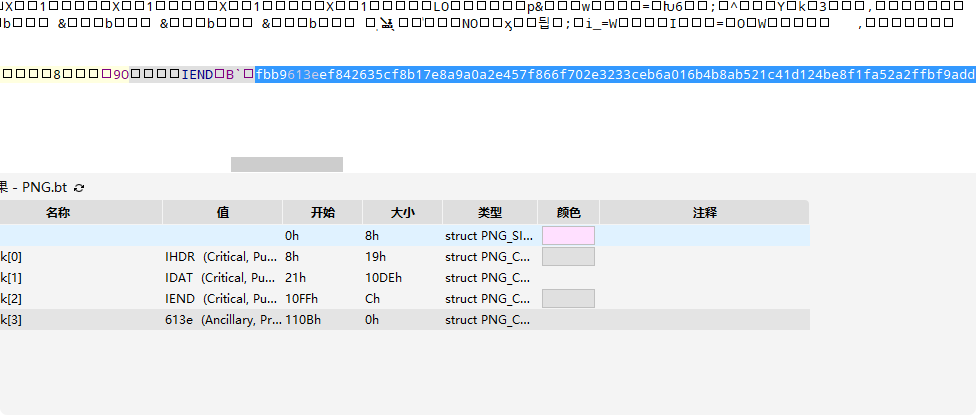 JX□□1□□□□□X□□1□□□□□X□□1□□□□□X□□1□□□□□LO□□□□□□□p&□□□w□□□□=Ƕ6□□;□^□□□Y□k□3□□□,□□□□□□□□
b□□□ &□□□b□□□ &□□□b□□□ &□□□b□□□
□□□□□NO□
□;□i_=W□□□□I□□□=□O□W□□□□□ ,□□□□□□□□
□□□□8□□□□□9O□□□□IEND□B`□fbb9613eef842635cf8b17e8a9a0a2e457f866f702e3233ceb6a016b4b8ab521c41d124be8f1fa52a2ffbf9add
果 - PNG.bt
名称 值 开始 大小 类型 颜色 注释
0h 8h struct PNG_SI...
k[0] IHDR (Critical, Pu... 8h 19h struct PNG_C...
k[1] IDAT (Critical, Pu... 21h 10DEh struct PNG_C...
k[2] IEND (Critical, Pu... 10FFh Ch struct PNG_C...
k[3] 613e (Ancillary, Pr... 110Bh 0h struct PNG_C...